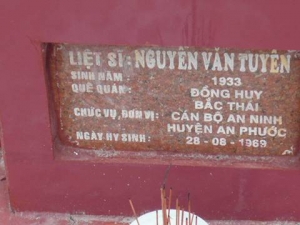 LIỆT SĨ: NGUYỄN VĂN TUYÊN
SINH NĂM : 1933
QUÊ QUÁN: ĐỒNG HUY
BẮC THÁI
CHỨC VỤ, ĐƠN VỊ: CÁN BỘ AN NINH
HUYỆN AN PHƯỚC
NGÀY HY SINH: 28 - 08 - 1969